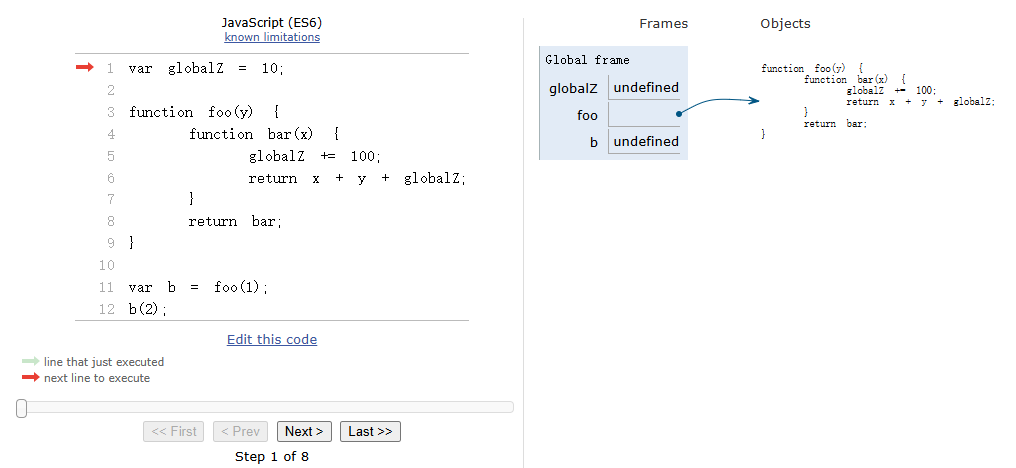 JavaScript (ES6)
known limitations
1 var globalZ = 10;
2
3 function foo(y) {
4 function bar(x) {
5 globalZ += 100;
6 return x + y + globalZ;
7 }
8 return bar;
9 }
10
11 var b = foo(1);
12 b(2);
Edit this code
line that just executed
next line to execute
<< First < Prev Next > Last >>
Step 1 of 8
Frames Objects
Global frame
globalZ undefined
foo
b undefined
function foo(y) {
function bar(x) {
globalZ += 100;
return x + y + globalZ;
}
return bar;
}